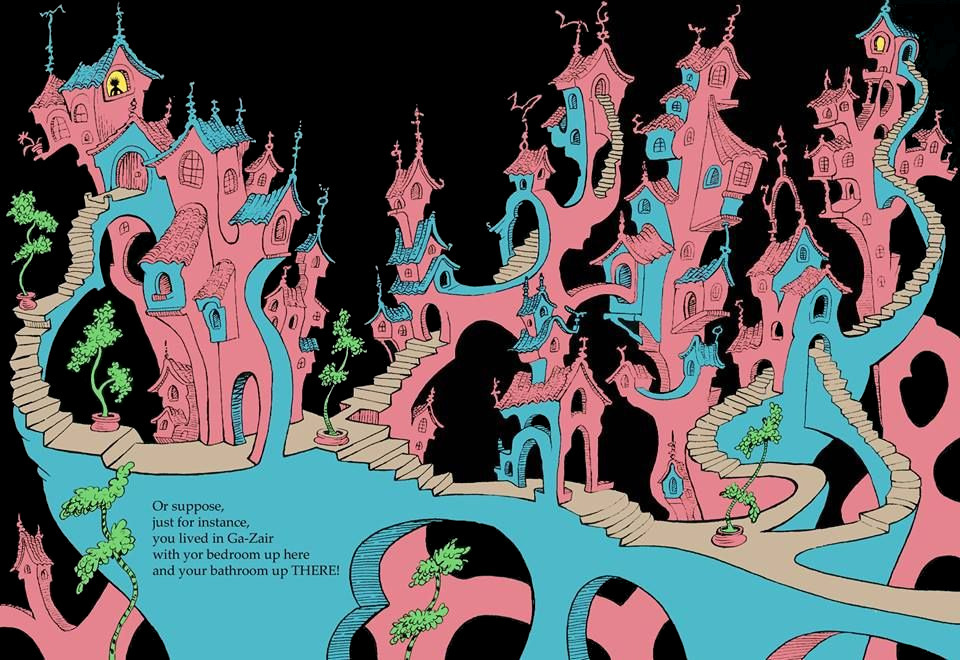 Or suppose,
just for instance,
you lived in Ga-Zair
with yor bedroom up here
and your bathroom up THERE!